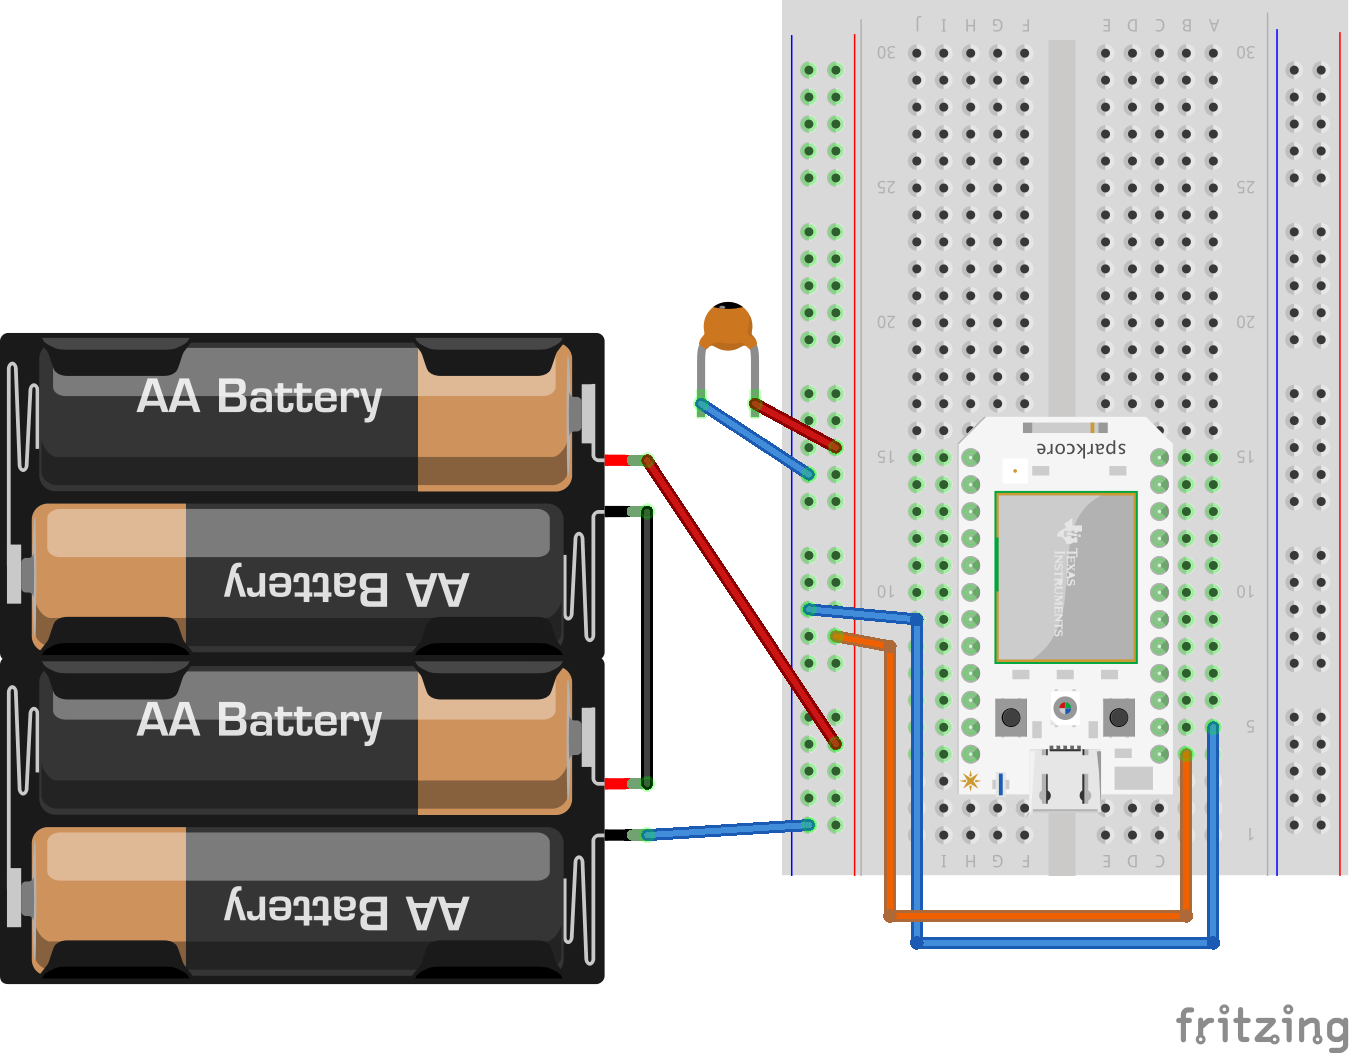 J I H G F E D C B A
30 30
25 25
20 20
AA Battery
sparkcore
15 15
TEXAS
INSTRUMENTS
AA Battery
10 10
AA Battery
5
1
I H G F E D C
AA Battery
fritzing